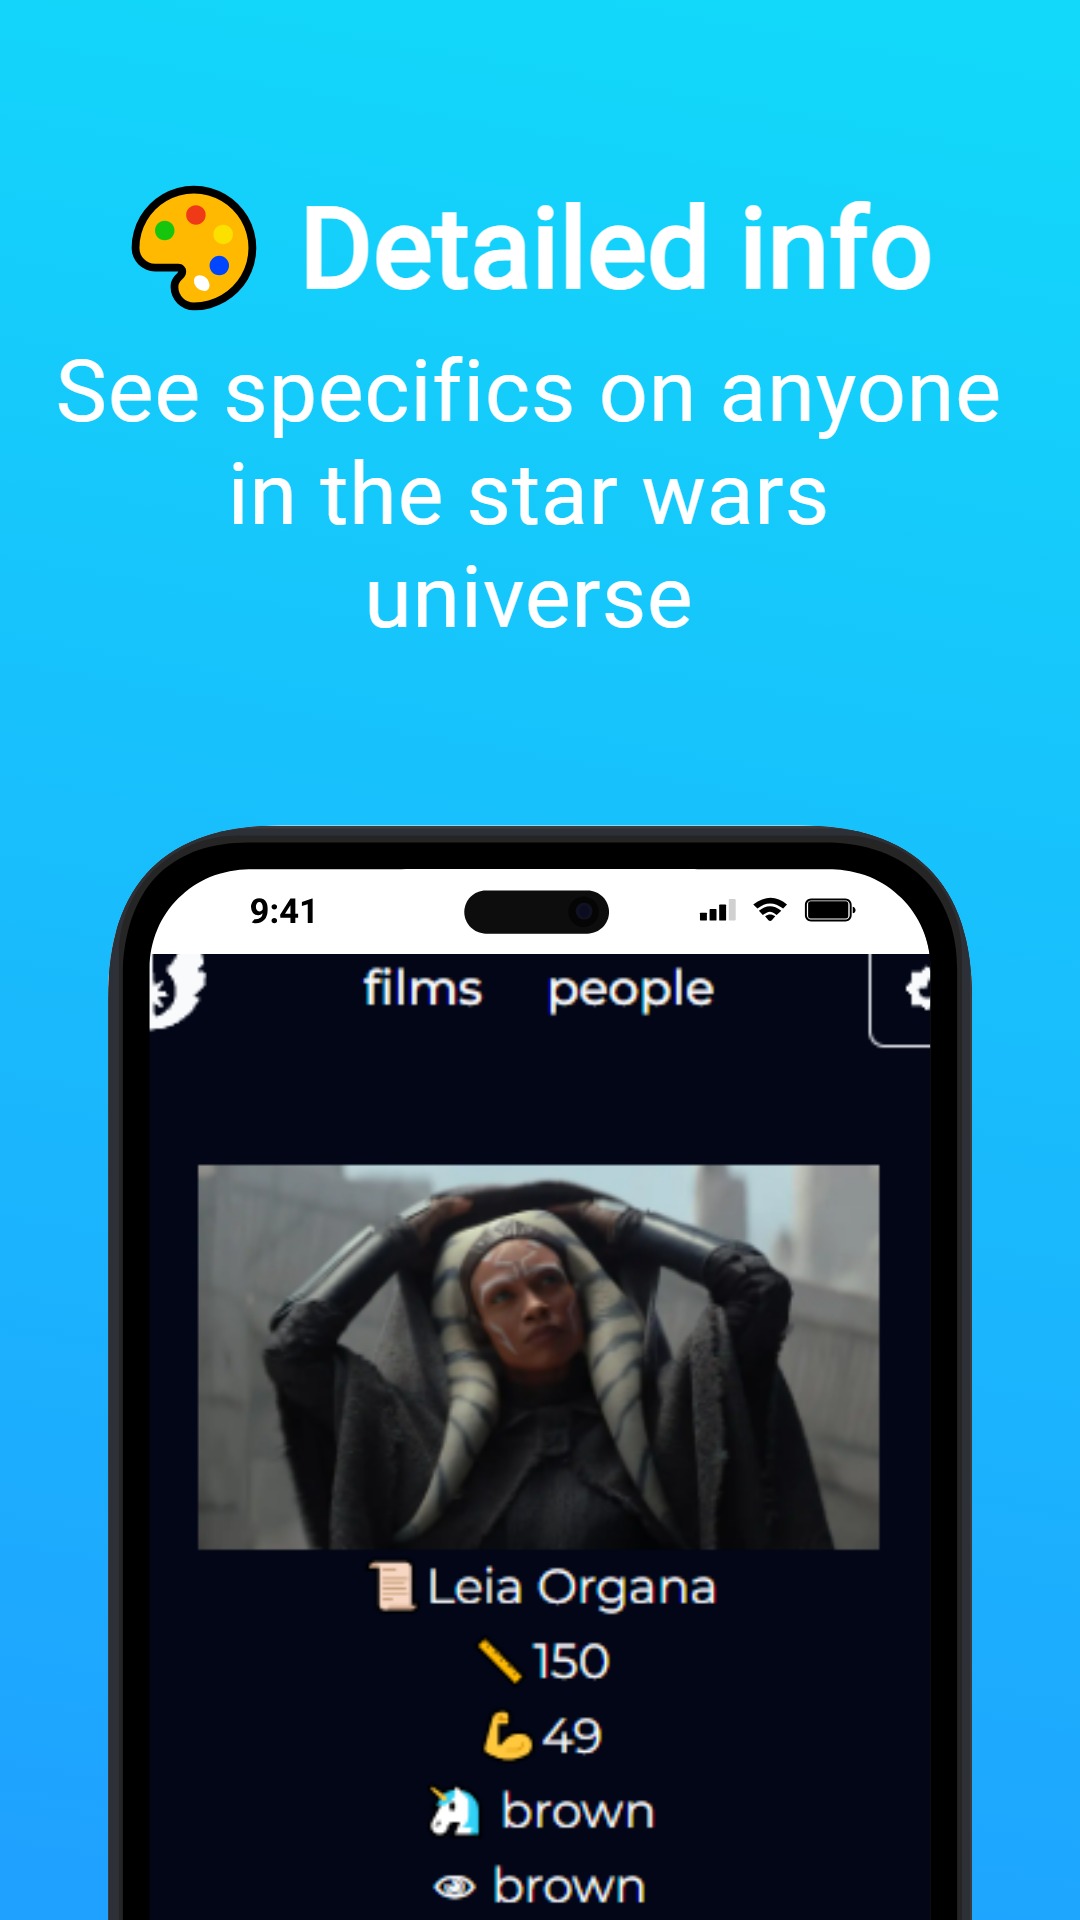 Detailed info
See specifics on anyone
in the star wars
universe
9:41
films people
Leia Organa
150
49
brown
brown